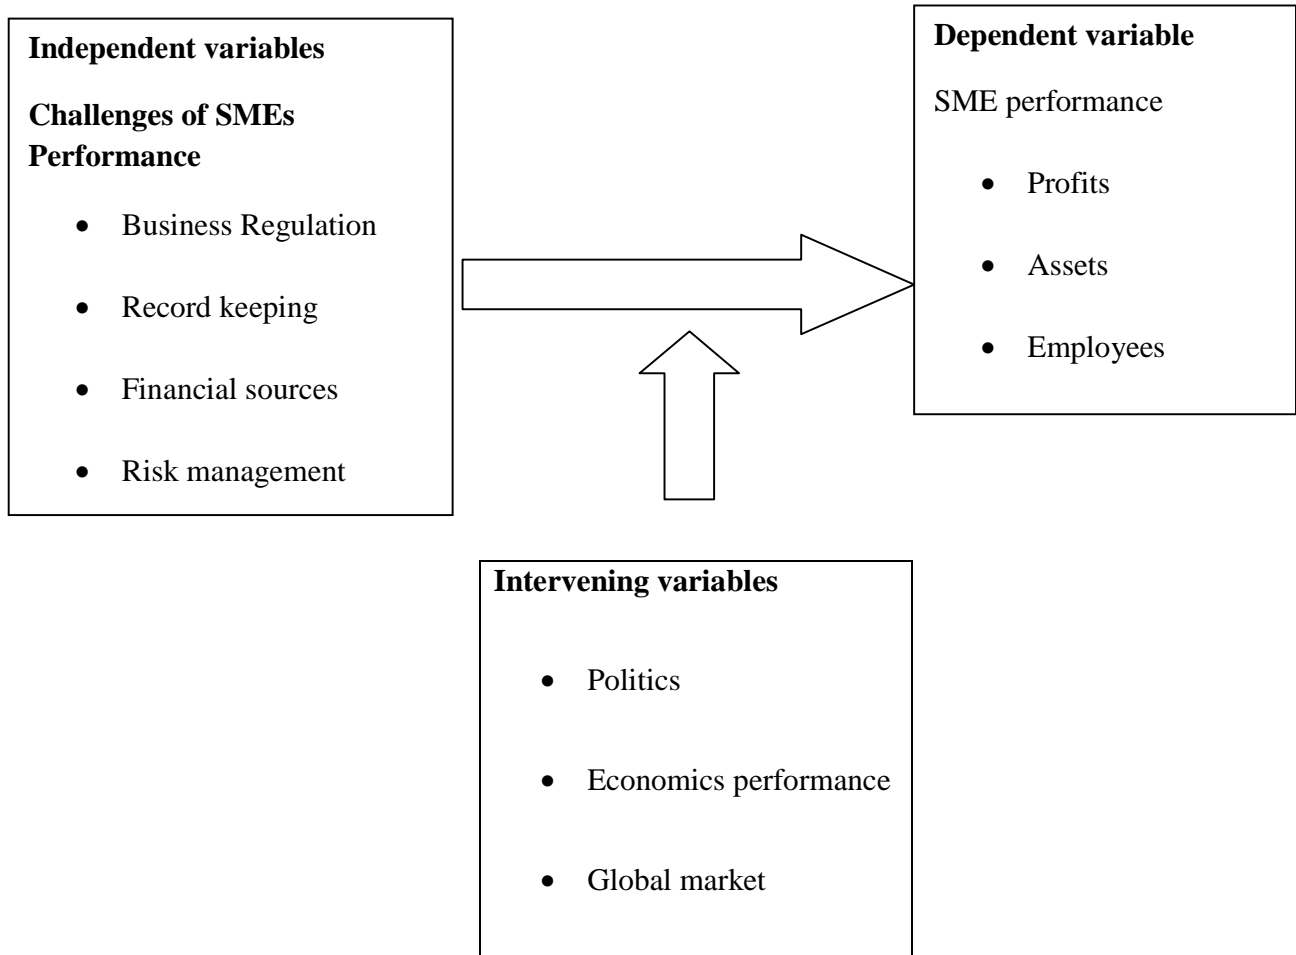 Independent variables
Challenges of SMEs
Performance
• Business Regulation
• Record keeping
• Financial sources
• Risk management
Dependent variable
SME performance
• Profits
• Assets
• Employees
Intervening variables
• Politics
• Economics performance
• Global market